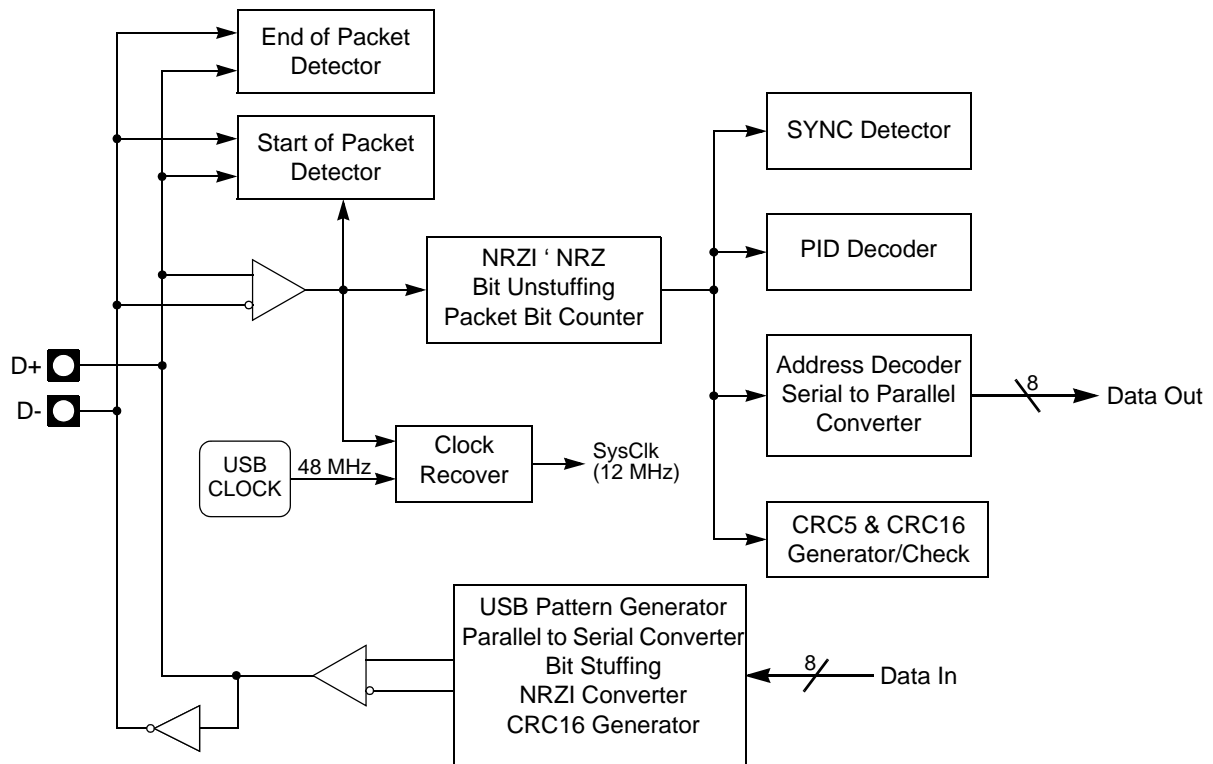 End of Packet
Detector
Start of Packet
Detector
SYNC Detector
PID Decoder
NRZI ‘ NRZ
Bit Unstuffing
Packet Bit Counter
D+
D-
Address Decoder
Serial to Parallel
Converter
8
Data Out
USB
CLOCK
48 MHz
Clock
Recover
SysClk
(12 MHz)
CRC5 & CRC16
Generator/Check
USB Pattern Generator
Parallel to Serial Converter
Bit Stuffing
NRZI Converter
CRC16 Generator
8
Data In